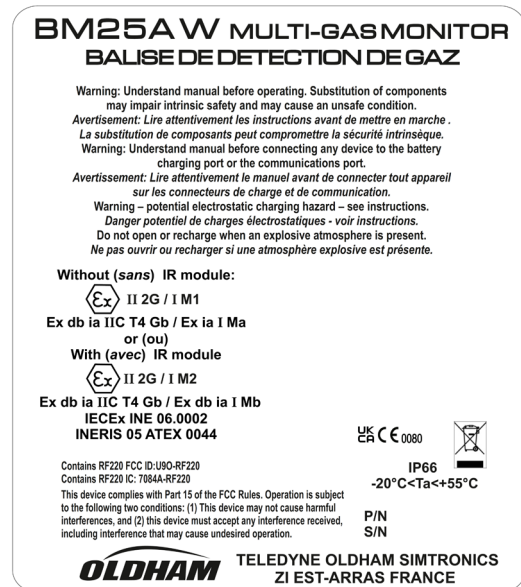 BM25AW MULTI-GAS MONITOR
BALISE DE DETECTION DE GAZ
Warning: Understand manual before operating. Substitution of components
may impair intrinsic safety and may cause an unsafe condition.
Avertisement: Lire attentivement les instructions avant de mettre en marche .
La substitution de composants peut compromettre la sécurité intrinsèque.
Warning: Understand manual before connecting any device to the battery
charging port or the communications port.
Avertissement: Lire attentivement le manuel avant de connecter tout appareil
sur les connecteurs de charge et de communication.
Warning – potential electrostatic charging hazard – see instructions.
Danger potentiel de charges électrostatiques - voir instructions.
Do not open or recharge when an explosive atmosphere is present.
Ne pas ouvrir ou recharger si une atmosphère explosive est présente.
Without (sans) IR module:
Ex II 2G / I M1
Ex db ia IIC T4 Gb / Ex ia I Ma
or (ou)
With (avec) IR module
Ex II 2G / I M2
Ex db ia IIC T4 Gb / Ex db ia I Mb
IECEx INE 06.0002
INERIS 05 ATEX 0044
UK CA CE 0080
Contains RF220 FCC ID:U9O-RF220
Contains RF220 IC: 7084A-RF220
IP66
-20°C<Ta<+55°C
This device complies with Part 15 of the FCC Rules. Operation is subject
to the following two conditions: (1) This device may not cause harmful
interferences, and (2) this device must accept any interference received,
including interference that may cause undesired operation.
P/N
S/N
OLDHAM
TELEDYNE OLDHAM SIMTRONICS
ZI EST-ARRAS FRANCE